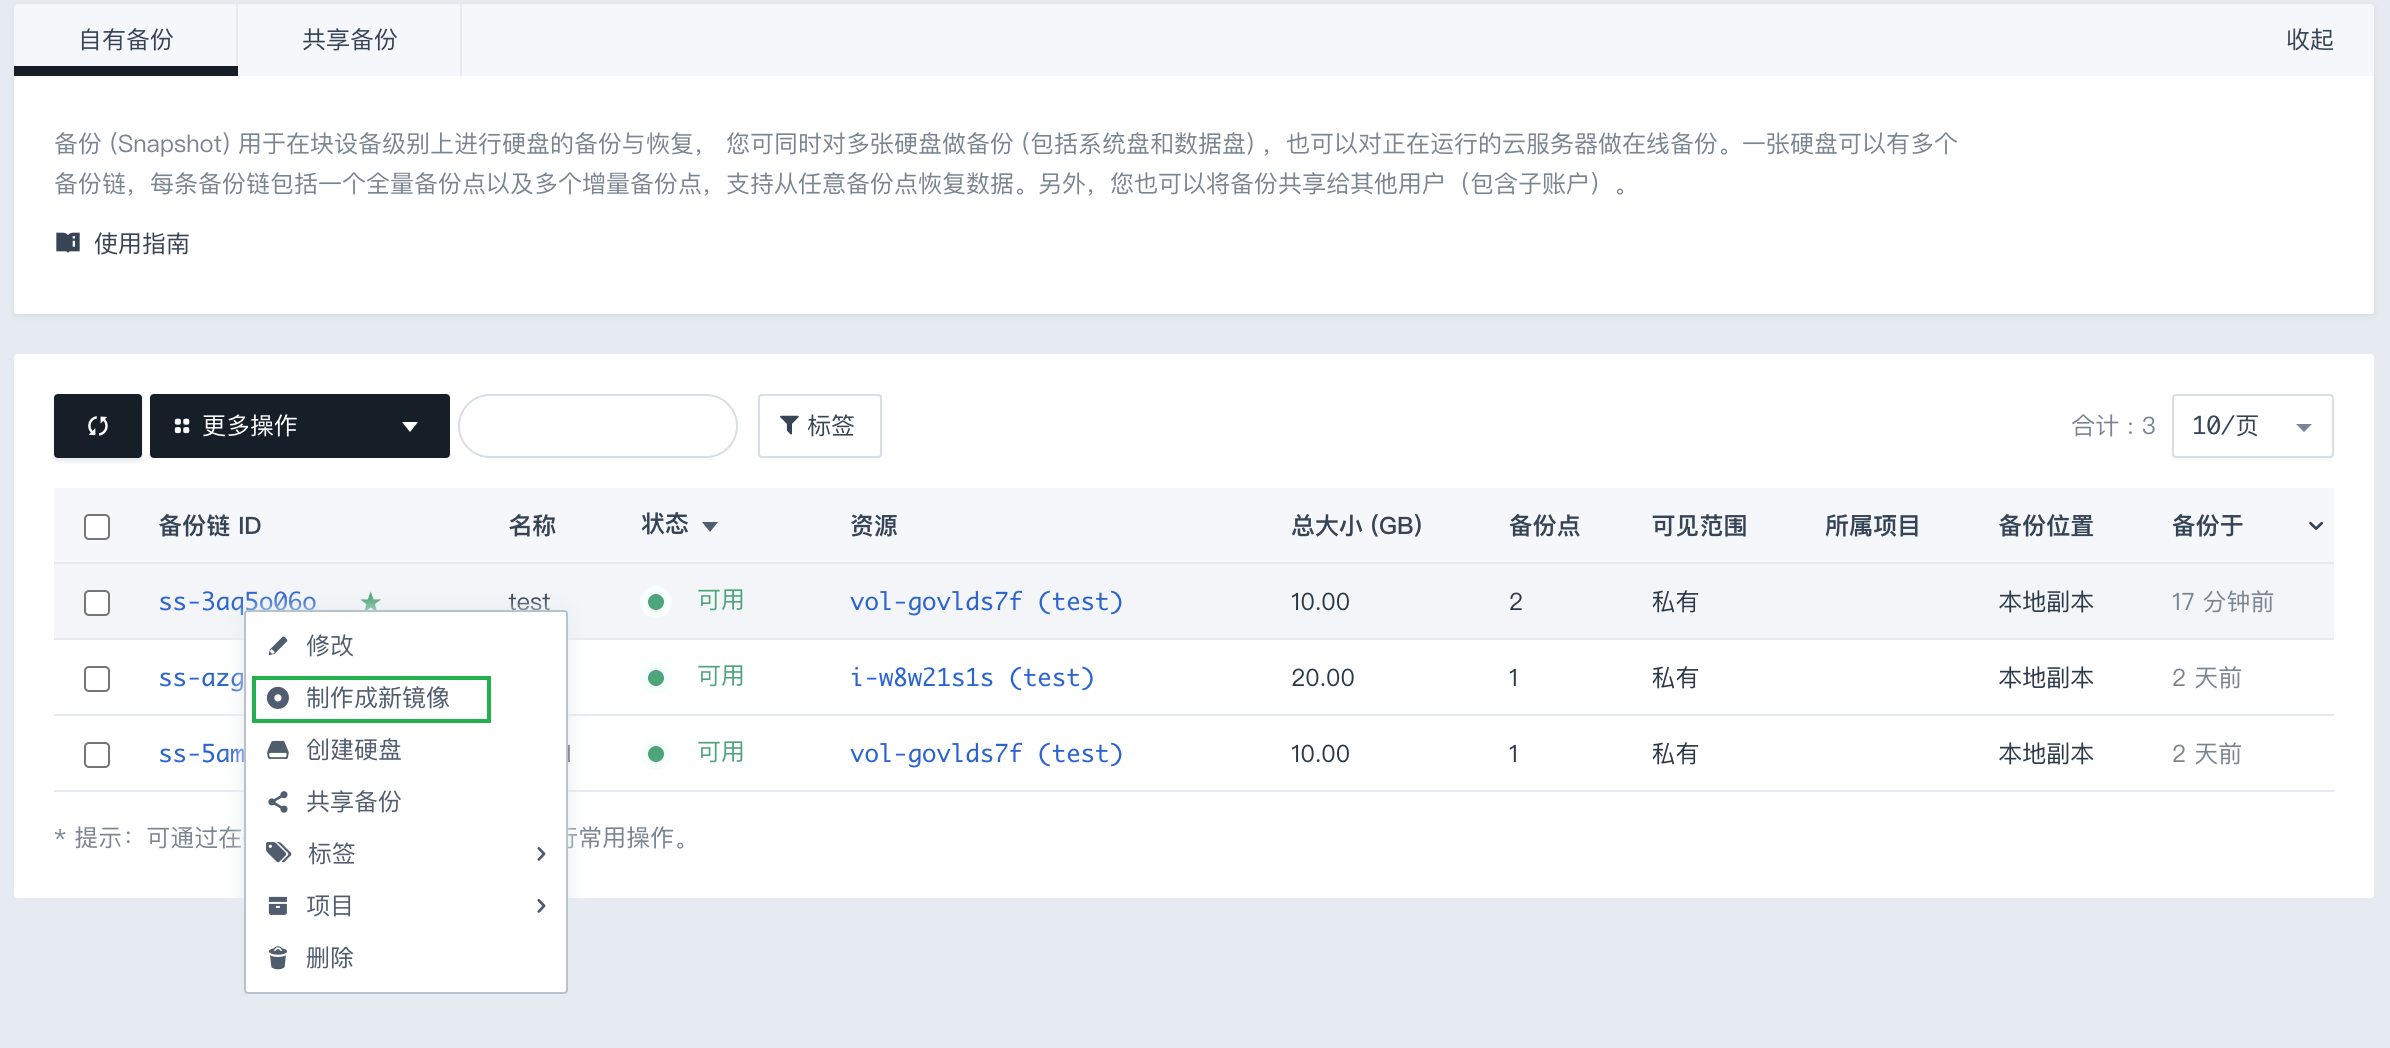 自有备份 共享备份 收起
备份 (Snapshot) 用于在块设备级别上进行硬盘的备份与恢复， 您可同时对多张硬盘做备份 (包括系统盘和数据盘) ，也可以对正在运行的云服务器做在线备份。一张硬盘可以有多个
备份链，每条备份链包括一个全量备份点以及多个增量备份点，支持从任意备份点恢复数据。另外，您也可以将备份共享给其他用户（包含子账户）。
使用指南
更多操作 标签 合计：3 10/页
备份链 ID 名称 状态 资源 总大小 (GB) 备份点 可见范围 所属项目 备份位置 备份于
ss-3aq5o06o test 可用 vol-govlds7f (test) 10.00 2 私有 本地副本 17 分钟前
ss-azg 可用 i-w8w21s1s (test) 20.00 1 私有 本地副本 2 天前
ss-5am 可用 vol-govlds7f (test) 10.00 1 私有 本地副本 2 天前
* 提示：可通过在 行常用操作。
修改
制作成新镜像
创建硬盘
共享备份
标签
项目
删除